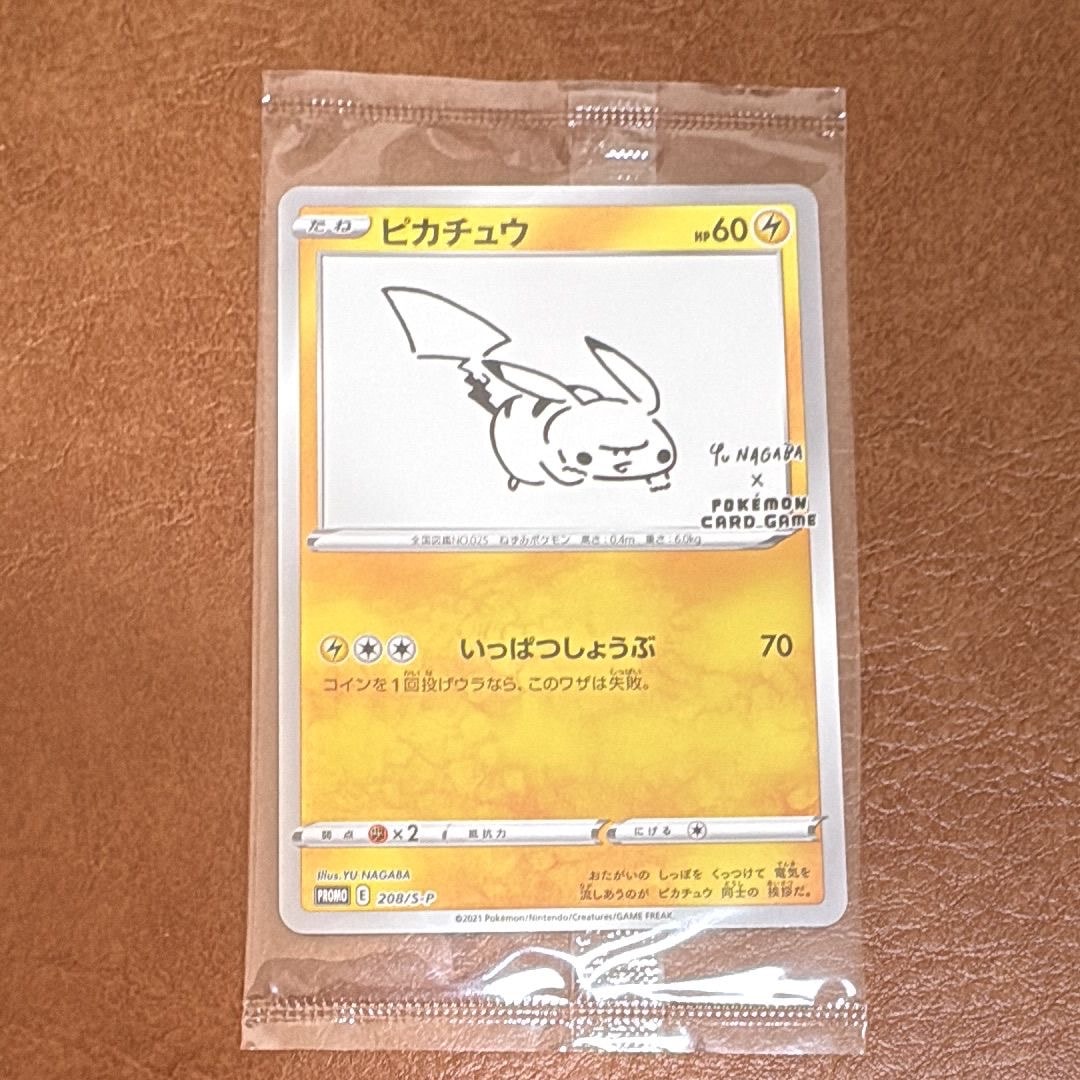 たね ピカチュウ HP60
Yu NAGABA
×
POKÉMON
CARD GAME
全国図鑑NO.025 ねずみポケモン 高さ:0.4m 重さ:6.0kg
いっぱつしょうぶ 70
コインを1回投げウラなら、このワザは失敗。
弱点 ×2 抵抗力 にげる
Illus.YU NAGABA
おたがいの しっぽを くっつけて 電気を
流しあうのが ピカチュウ 同士の 挨拶だ。
PROMO E 208/S-P
©2021 Pokémon/Nintendo/Creatures/GAME FREAK.